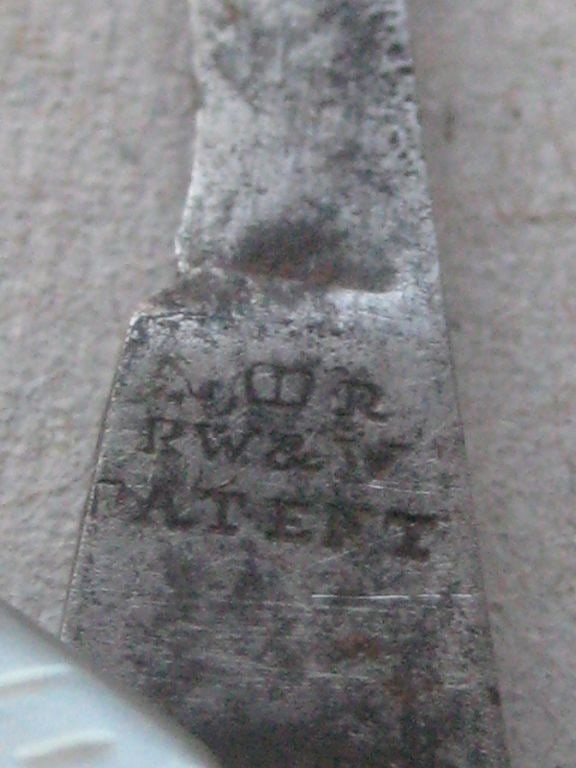 R
RW & W
PATENT